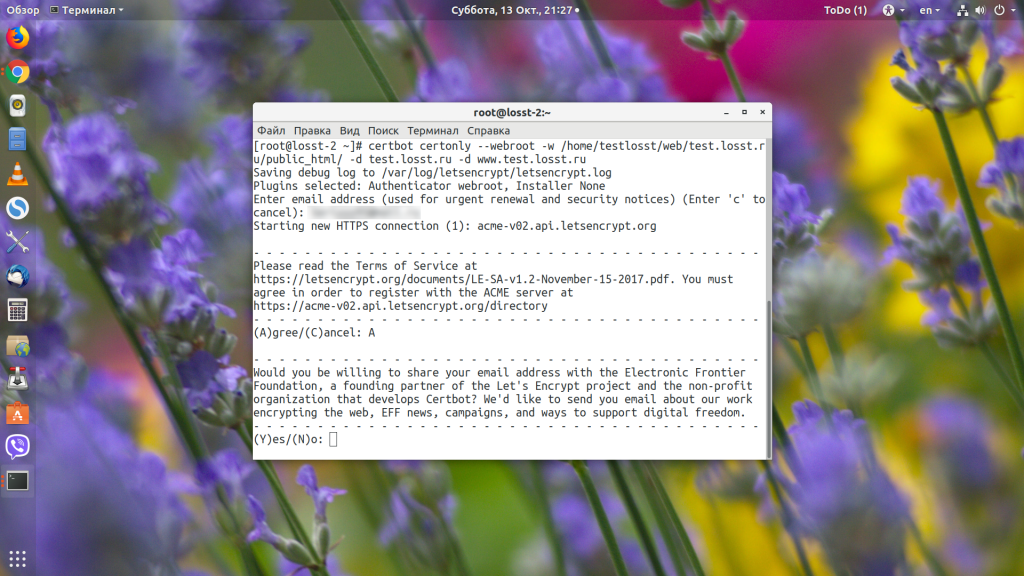 Обзор
Терминал
Суббота, 13 Окт., 21:27
ToDo (1)
en
root@losst-2:~
Файл Правка Вид Поиск Терминал Справка
[root@losst-2 ~]# certbot certonly --webroot -w /home/testlosst/web/test.losst.r
u/public_html/ -d test.losst.ru -d www.test.losst.ru
Saving debug log to /var/log/letsencrypt/letsencrypt.log
Plugins selected: Authenticator webroot, Installer None
Enter email address (used for urgent renewal and security notices) (Enter 'c' to
cancel):
Starting new HTTPS connection (1): acme-v02.api.letsencrypt.org
- - - - - - - - - - - - - - - - - - - - - - - - - - - - - - - - - - - - - - - -
Please read the Terms of Service at
https://letsencrypt.org/documents/LE-SA-v1.2-November-15-2017.pdf. You must
agree in order to register with the ACME server at
https://acme-v02.api.letsencrypt.org/directory
- - - - - - - - - - - - - - - - - - - - - - - - - - - - - - - - - - - - - - - -
(A)gree/(C)ancel: A
- - - - - - - - - - - - - - - - - - - - - - - - - - - - - - - - - - - - - - - -
Would you be willing to share your email address with the Electronic Frontier
Foundation, a founding partner of the Let's Encrypt project and the non-profit
organization that develops Certbot? We'd like to send you email about our work
encrypting the web, EFF news, campaigns, and ways to support digital freedom.
- - - - - - - - - - - - - - - - - - - - - - - - - - - - - - - - - - - - - - - -
(Y)es/(N)o: